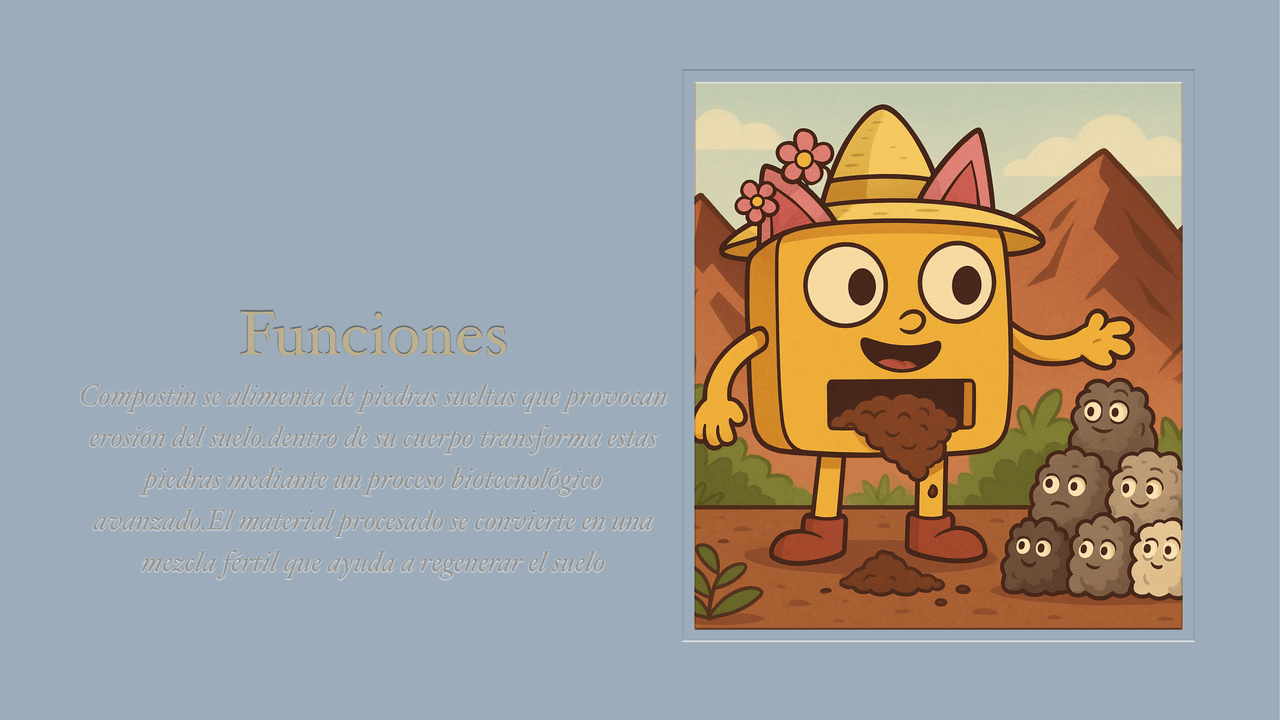 Funciones
Compostin se alimenta de piedras sueltas que provocan
erosión del suelo.dentro de su cuerpo transforma estas
piedras mediante un proceso biotecnológico
avanzado.El material procesado se convierte en una
mezcla fértil que ayuda a regenerar el suelo